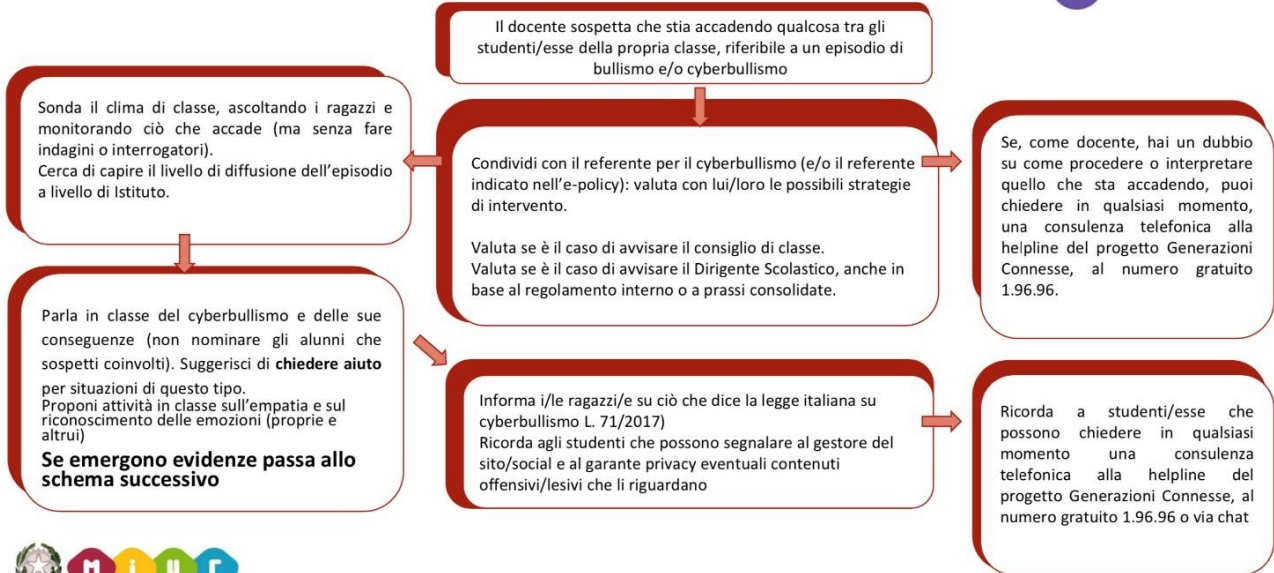 Il docente sospetta che stia accadendo qualcosa tra gli
studenti/esse della propria classe, riferibile a un episodio di
bullismo e/o cyberbullismo
Sonda il clima di classe, ascoltando i ragazzi e
monitorando ciò che accade (ma senza fare
indagini o interrogatori).
Cerca di capire il livello di diffusione dell'episodio
a livello di Istituto.
Condividi con il referente per il cyberbullismo (e/o il referente
indicato nell'e-policy): valuta con lui/loro le possibili strategie
di intervento.
Valuta se è il caso di avvisare il consiglio di classe.
Valuta se è il caso di avvisare il Dirigente Scolastico, anche in
base al regolamento interno o a prassi consolidate.
Se, come docente, hai un dubbio
su come procedere o interpretare
quello che sta accadendo, puoi
chiedere in qualsiasi momento,
una consulenza telefonica alla
helpline del progetto Generazioni
Connesse, al numero gratuito
1.96.96.
Parla in classe del cyberbullismo e delle sue
conseguenze (non nominare gli alunni che
sospetti coinvolti). Suggerisci di chiedere aiuto
per situazioni di questo tipo.
Proponi attività in classe sull'empatia e sul
riconoscimento delle emozioni (proprie e
altrui)
Se emergono evidenze passa allo
schema successivo
Informa i/le ragazzi/e su ciò che dice la legge italiana su
cyberbullismo L. 71/2017)
Ricorda agli studenti che possono segnalare al gestore del
sito/social e al garante privacy eventuali contenuti
offensivi/lesivi che li riguardano
Ricorda a studenti/esse che
possono chiedere in qualsiasi
momento una consulenza
telefonica alla helpline del
progetto Generazioni Connesse, al
numero gratuito 1.96.96 o via chat
miur